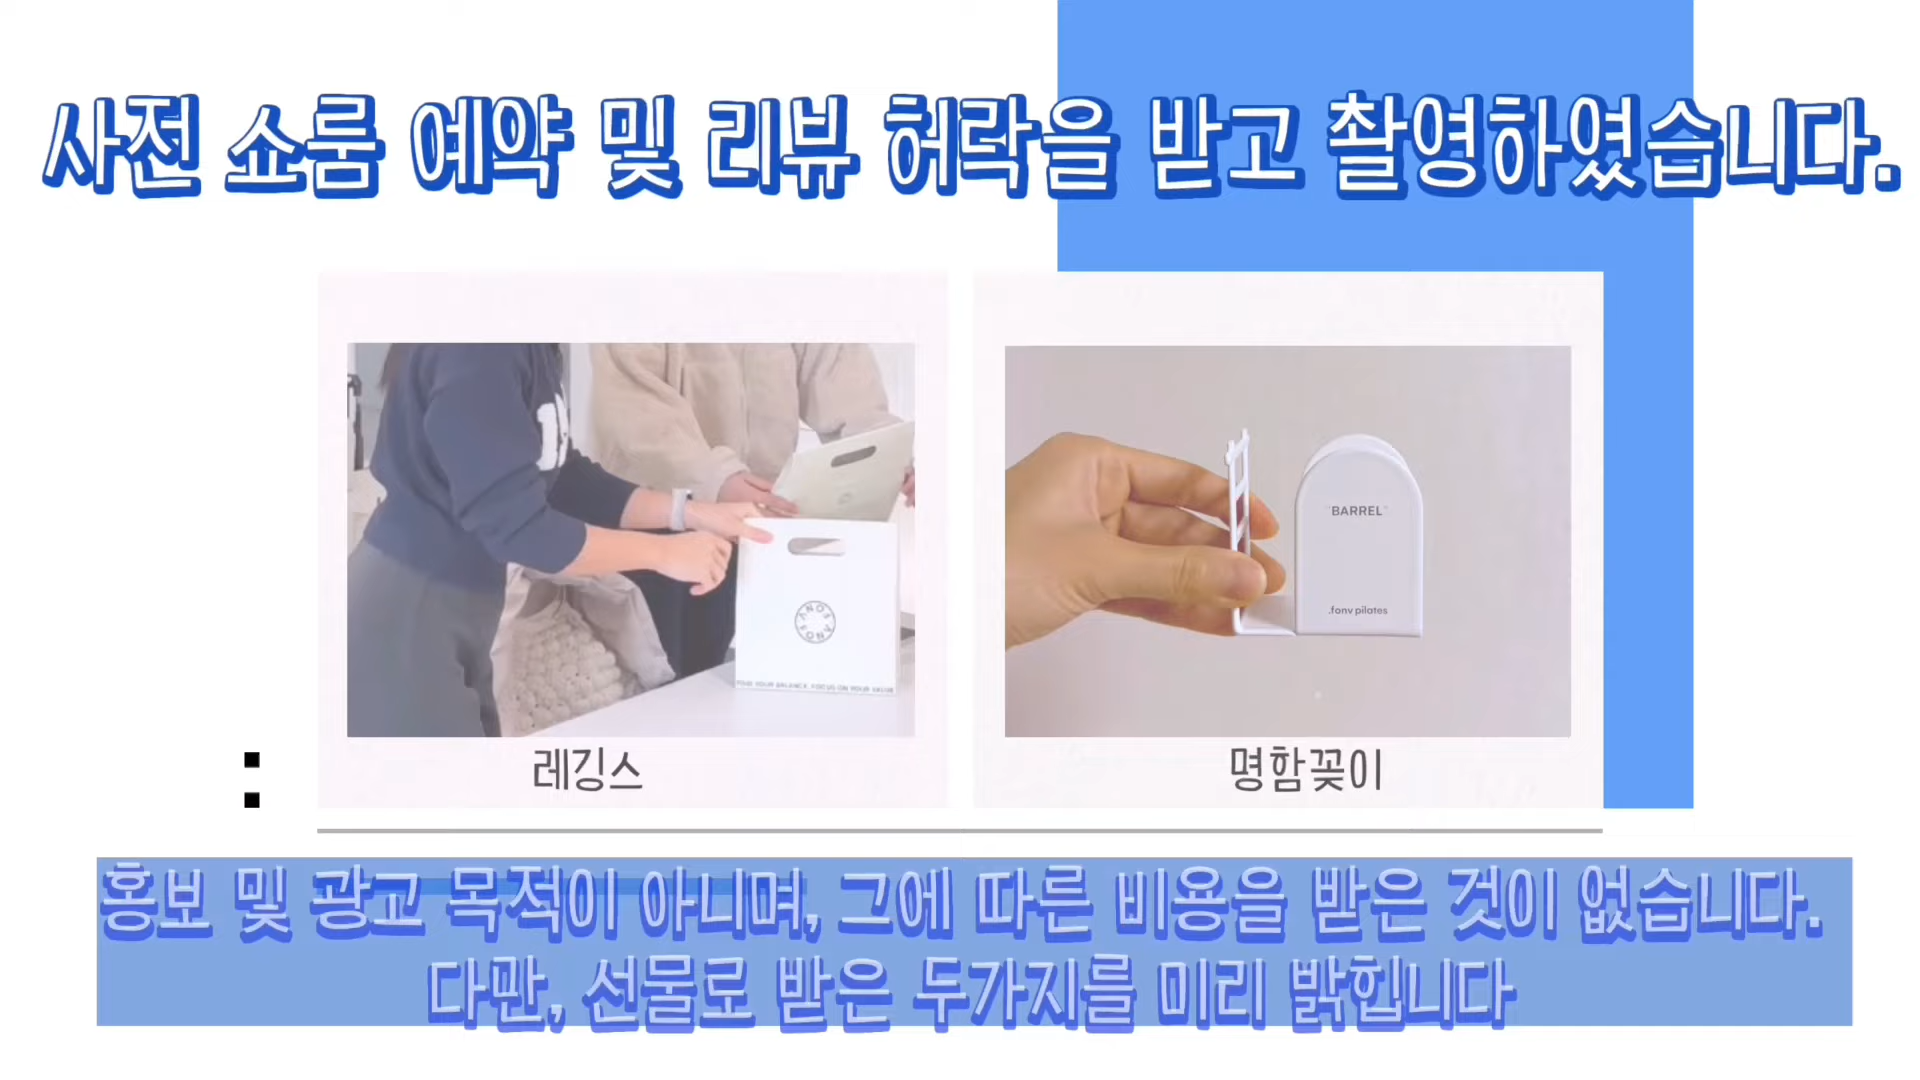 사전 쇼룸 예약 및 리뷰 허락을 받고 촬영하였습니다.
BARREL
.fonv pilates
레깅스
명함꽂이
:
홍보 및 광고 목적이 아니며, 그에 따른 비용을 받은 것이 없습니다.
다만, 선물로 받은 두가지를 미리 밝힙니다